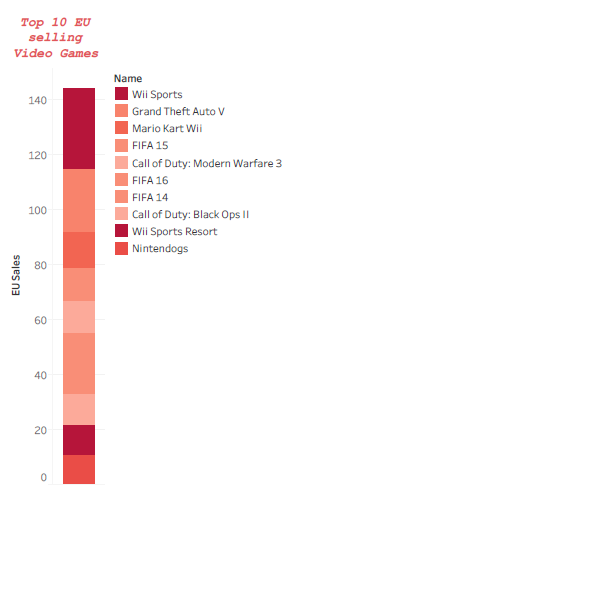 Top 10 EU
selling
Video Games
Name
Wii Sports
Grand Theft Auto V
Mario Kart Wii
FIFA 15
Call of Duty: Modern Warfare 3
FIFA 16
FIFA 14
Call of Duty: Black Ops II
Wii Sports Resort
Nintendogs
EU Sales
140
120
100
80
60
40
20
0